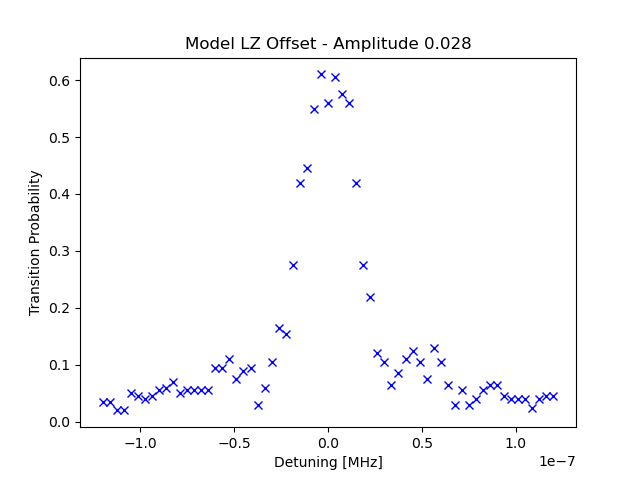 Model LZ Offset - Amplitude 0.028
Transition Probability
0.6
0.5
0.4
0.3
0.2
0.1
0.0
−1.0 −0.5 0.0 0.5 1.0
1e−7
Detuning [MHz]